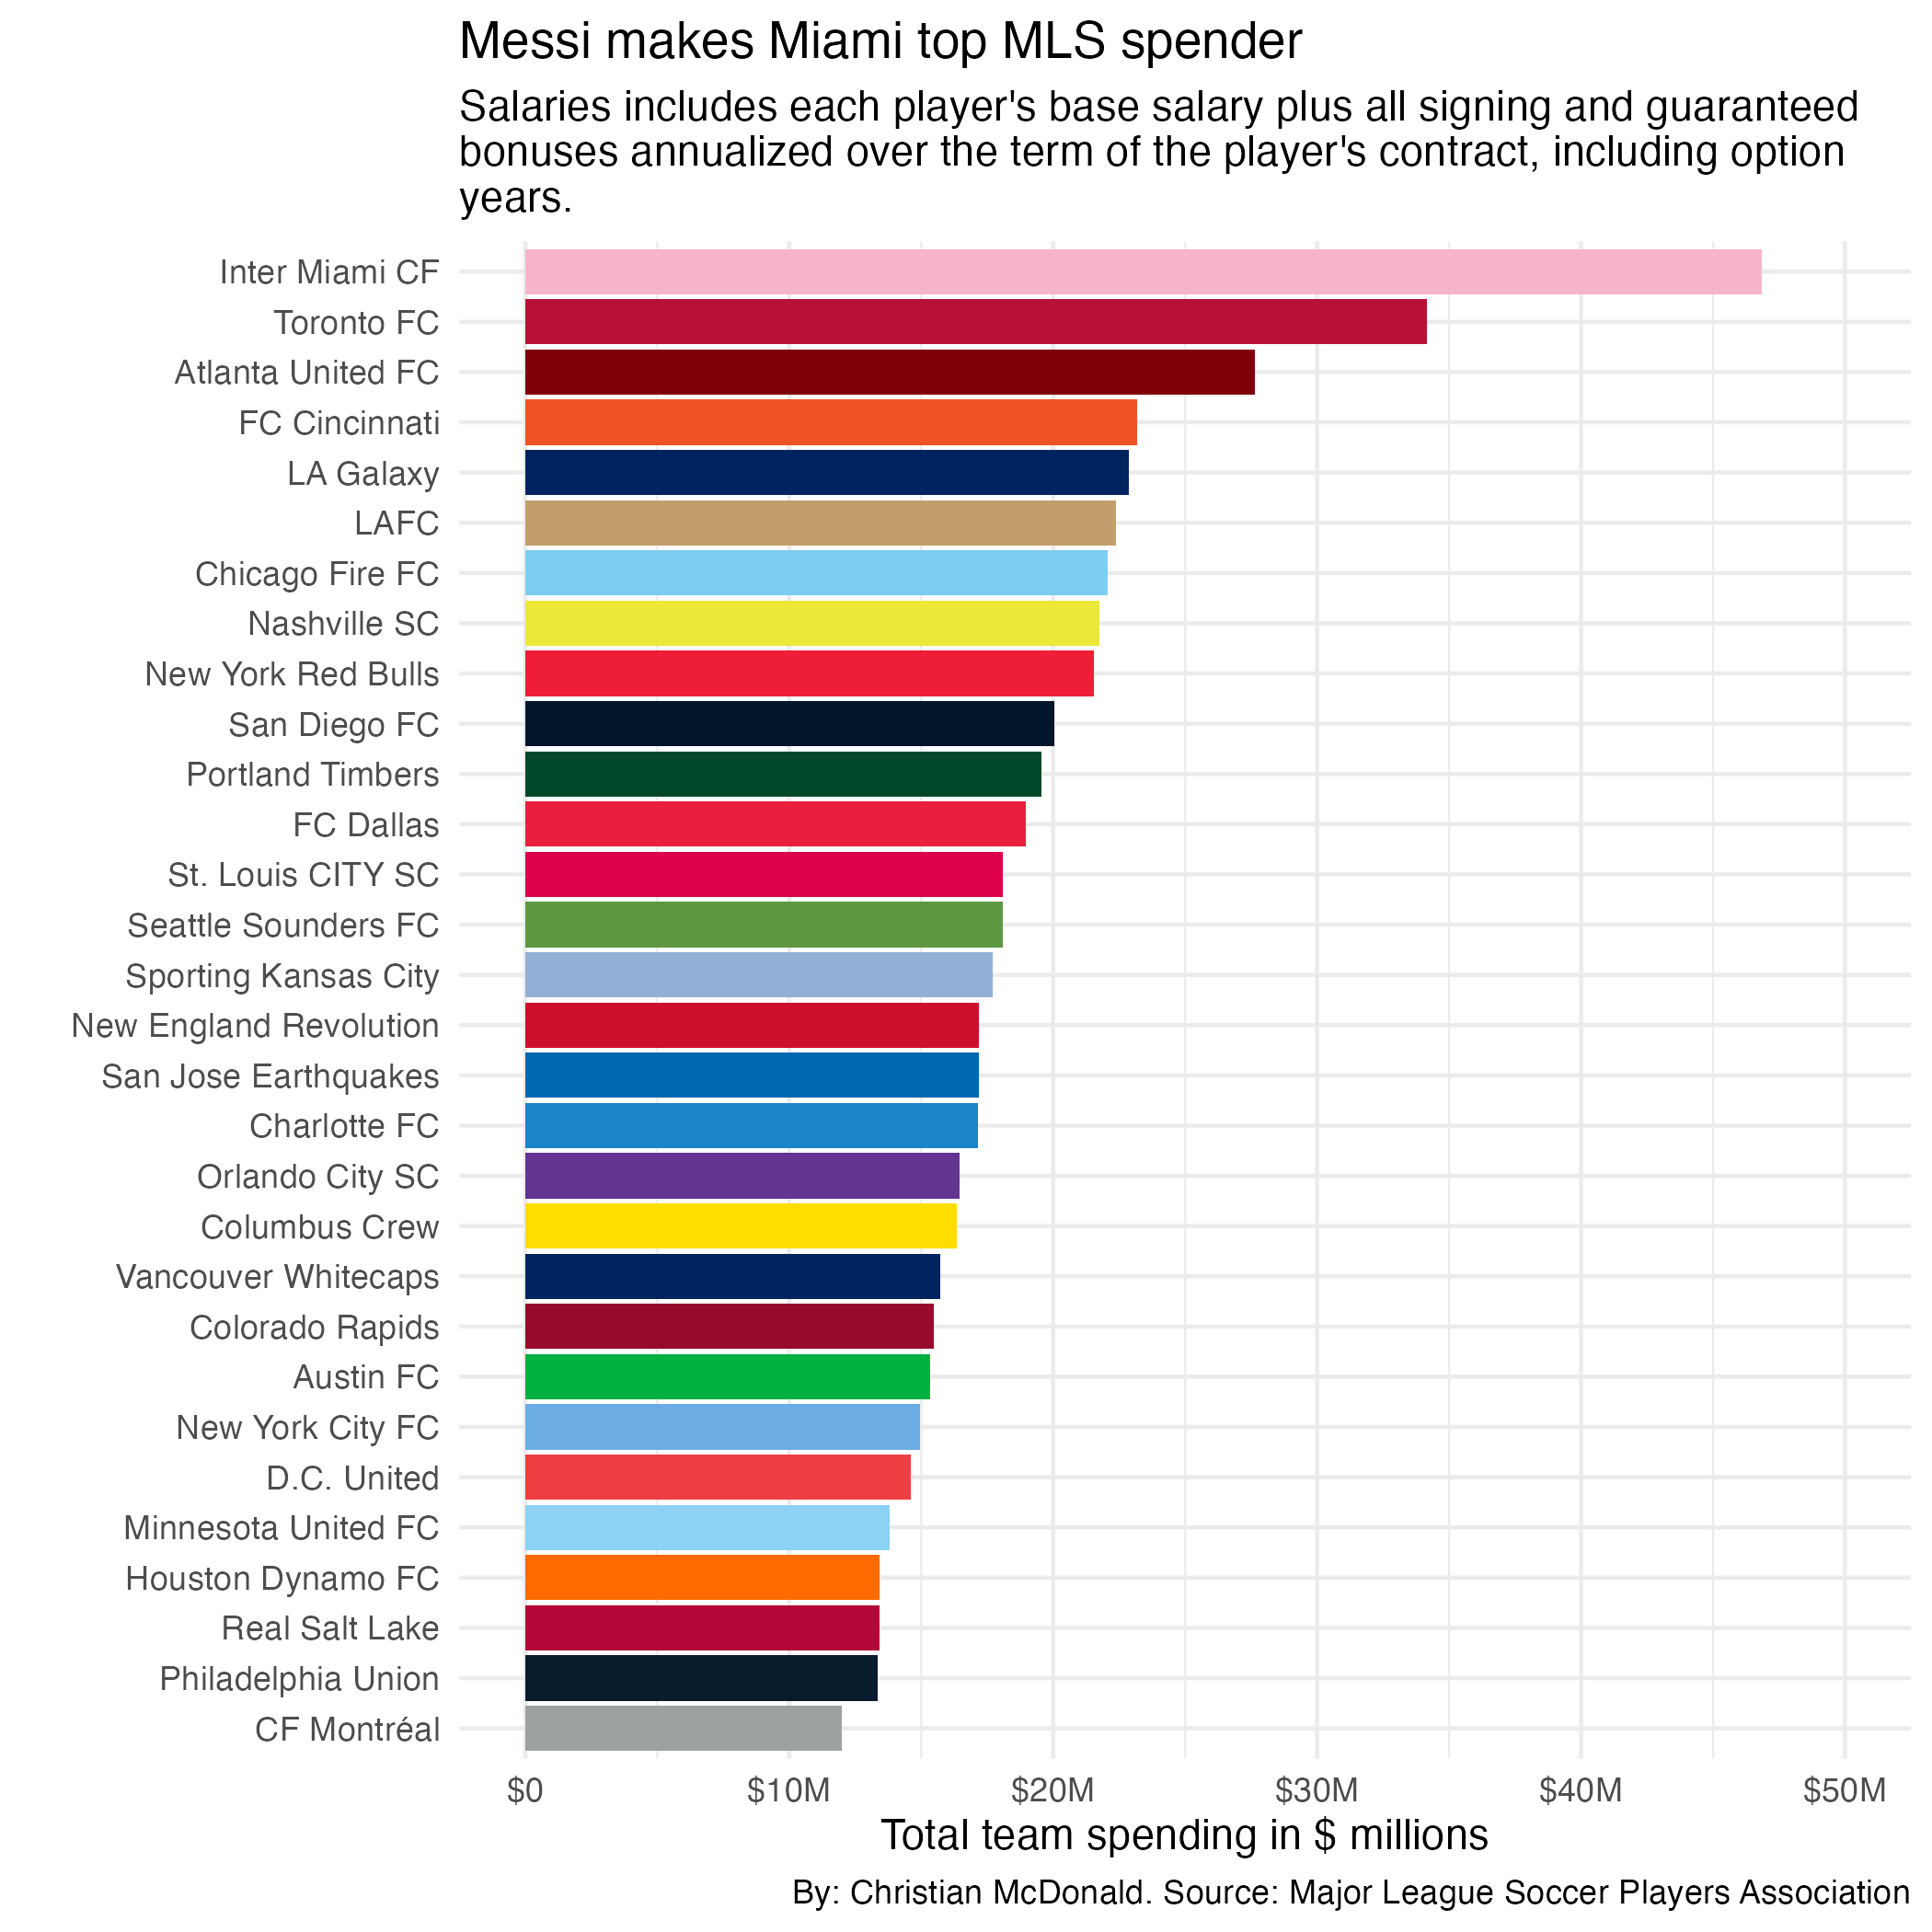 Messi makes Miami top MLS spender
Salaries includes each player's base salary plus all signing and guaranteed
bonuses annualized over the term of the player's contract, including option
years.
Inter Miami CF
Toronto FC
Atlanta United FC
FC Cincinnati
LA Galaxy
LAFC
Chicago Fire FC
Nashville SC
New York Red Bulls
San Diego FC
Portland Timbers
FC Dallas
St. Louis CITY SC
Seattle Sounders FC
Sporting Kansas City
New England Revolution
San Jose Earthquakes
Charlotte FC
Orlando City SC
Columbus Crew
Vancouver Whitecaps
Colorado Rapids
Austin FC
New York City FC
D.C. United
Minnesota United FC
Houston Dynamo FC
Real Salt Lake
Philadelphia Union
CF Montréal
$0 $10M $20M $30M $40M $50M
Total team spending in $ millions
By: Christian McDonald. Source: Major League Soccer Players Association